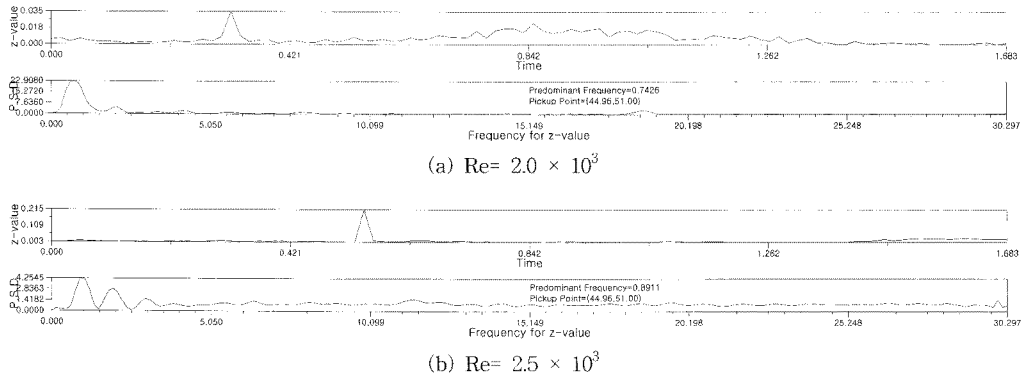 0.035
0.018
0.000
z-value
0.000 0.421 0.842 1.262 1.683
Time
5.2720
7.6360
0.0000
P.S.D.
Predominant Frequency=0.7426
Pickup Point=(44.96,51.00)
0.000 5.050 10.099 15.149 20.198 25.248 30.297
Frequency for z-value
(a) Re= 2.0 × 10³
0.215
0.109
0.003
z-value
0.000 0.421 0.842 1.262 1.683
Time
4.2545
2.8363
1.4182
0.0000
P.S.D.
Predominant Frequency=0.8911
Pickup Point=(44.96,51.00)
0.000 5.050 10.099 15.149 20.198 25.248 30.297
Frequency for z-value
(b) Re= 2.5 × 10³